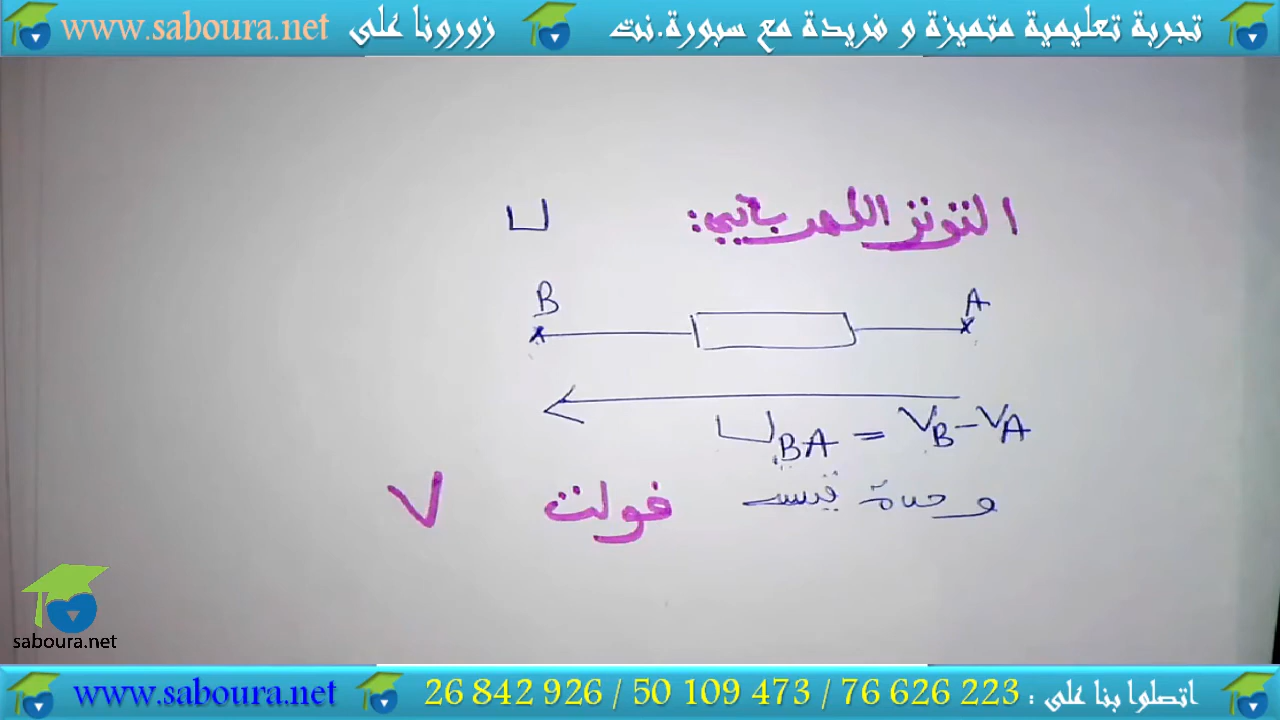 تجربة تعليمية متميزة و فريدة مع سبورة.نت زورونا على www.saboura.net
التوتر الكهربائي: U
B A
U_BA = V_B - V_A
وحدة قيس فولت V
saboura.net
اتصلوا بنا على : 26 842 926 / 50 109 473 / 76 626 223 www.saboura.net